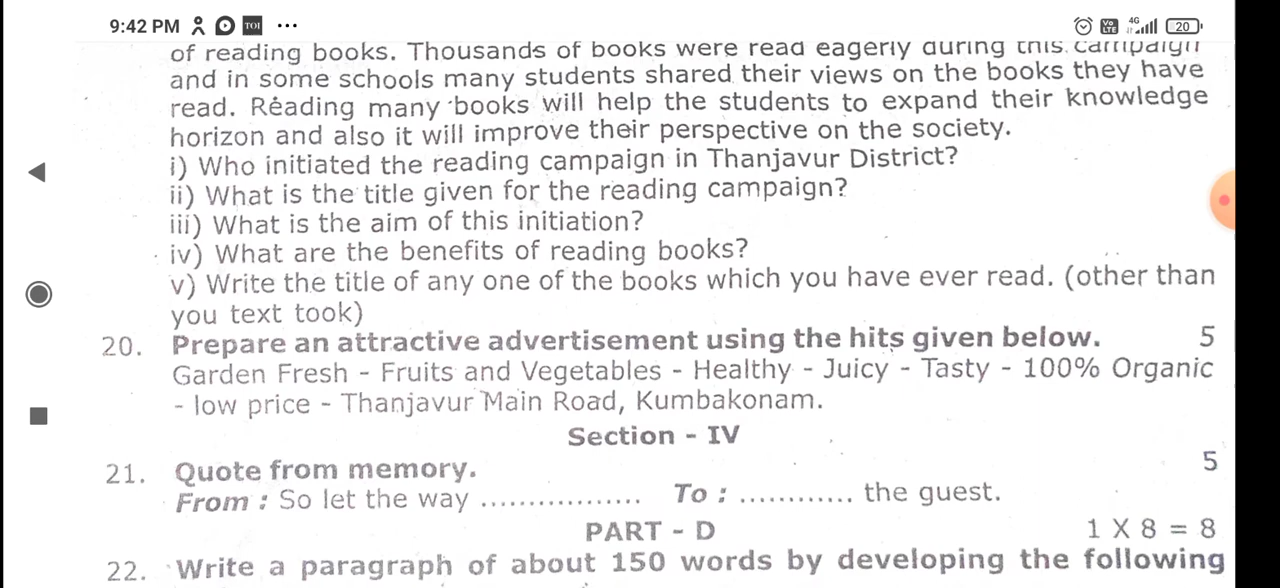 9:42 PM TOI ... Vo LTE 4G 20
of reading books. Thousands of books were read eagerly during this campaign
and in some schools many students shared their views on the books they have
read. Reading many books will help the students to expand their knowledge
horizon and also it will improve their perspective on the society.
i) Who initiated the reading campaign in Thanjavur District?
ii) What is the title given for the reading campaign?
iii) What is the aim of this initiation?
iv) What are the benefits of reading books?
v) Write the title of any one of the books which you have ever read. (other than
you text took)
20. Prepare an attractive advertisement using the hits given below. 5
Garden Fresh - Fruits and Vegetables - Healthy - Juicy - Tasty - 100% Organic
- low price - Thanjavur Main Road, Kumbakonam.
Section - IV
21. Quote from memory. 5
From : So let the way ................. To : ............ the guest.
PART - D 1 X 8 = 8
22. Write a paragraph of about 150 words by developing the following